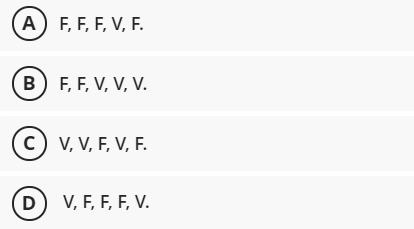 A F, F, F, V, F.
B F, F, V, V, V.
C V, V, F, V, F.
D V, F, F, F, V.